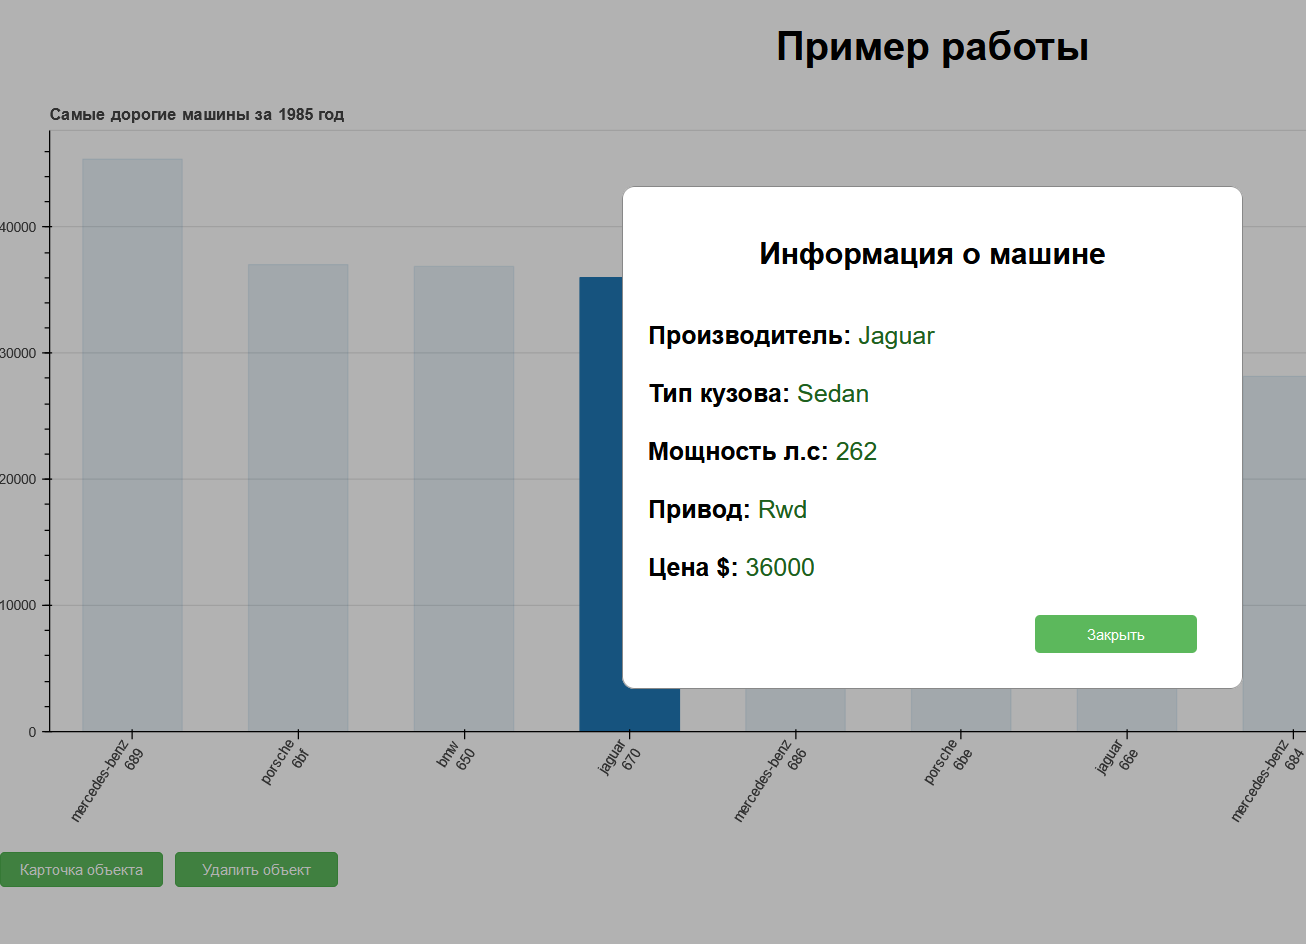 Пример работы
Самые дорогие машины за 1985 год
40000
30000
20000
10000
0
Информация о машине
Производитель: Jaguar
Тип кузова: Sedan
Мощность л.с: 262
Привод: Rwd
Цена $: 36000
Закрыть
mercedes-benz
689
porsche
6bf
bmw
650
jaguar
670
mercedes-benz
686
porsche
6be
jaguar
66e
mercedes-benz
684
Карточка объекта
Удалить объект